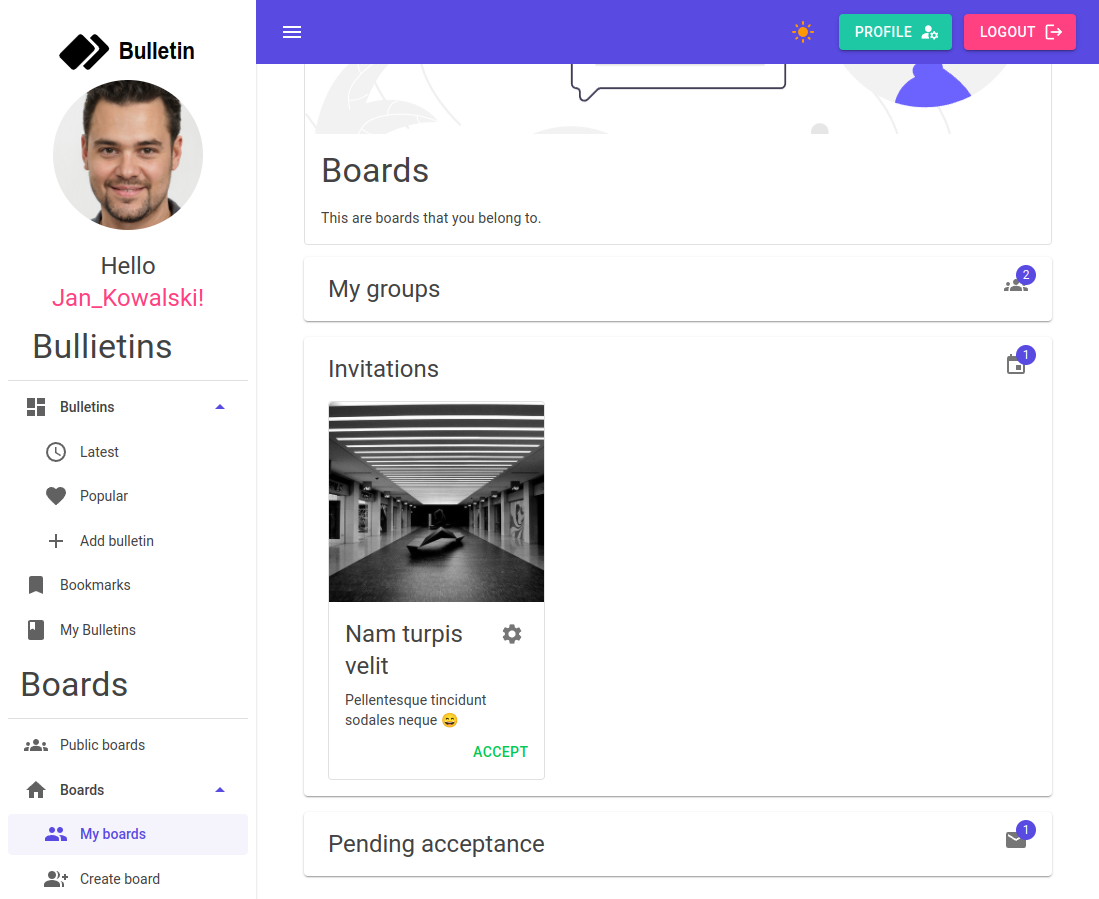 Bulletin
Hello
Jan_Kowalski!
Bullietins
Bulletins
Latest
Popular
Add bulletin
Bookmarks
My Bulletins
Boards
Public boards
Boards
My boards
Create board
PROFILE
LOGOUT
Boards
This are boards that you belong to.
My groups
2
Invitations
1
Nam turpis
velit
Pellentesque tincidunt
sodales neque 😄
ACCEPT
Pending acceptance
1